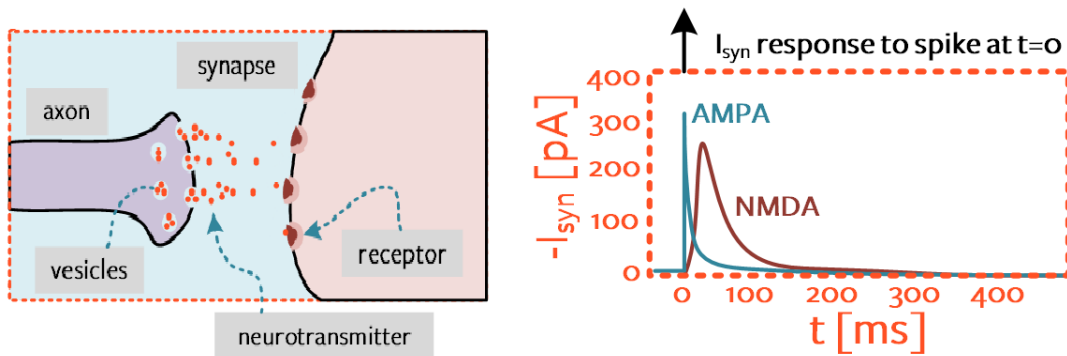 synapse
axon
vesicles
receptor
neurotransmitter
Isyn response to spike at t=0
400
300
200
100
0
-Isyn [pA]
AMPA
NMDA
0 100 200 300 400
t [ms]